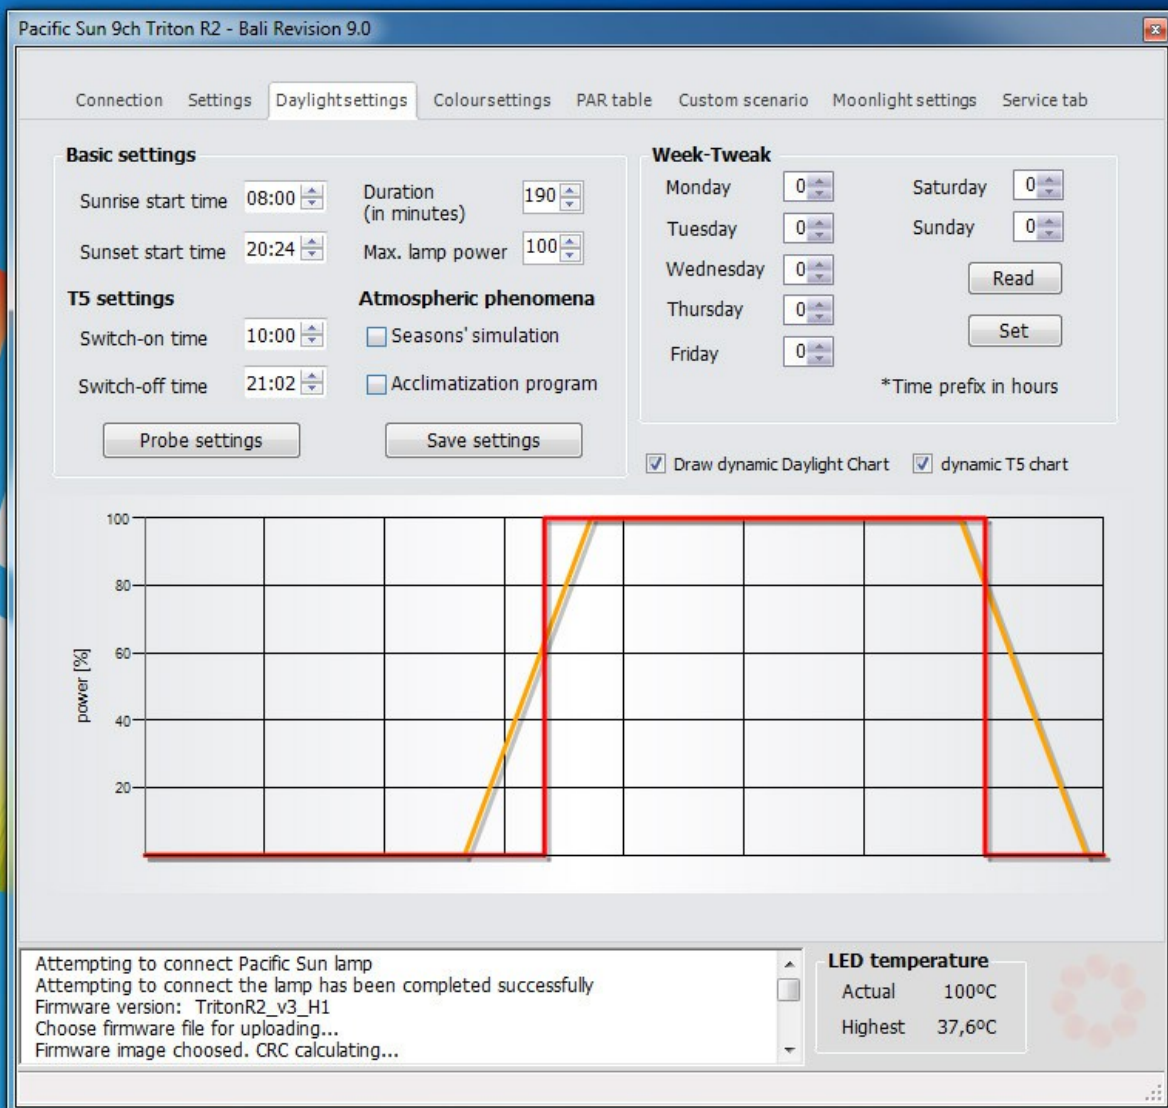 Pacific Sun 9ch Triton R2 - Bali Revision 9.0
Connection Settings Daylightsettings Coloursettings PAR table Custom scenario Moonlight settings Service tab
Basic settings
Sunrise start time 08:00
Duration (in minutes) 190
Sunset start time 20:24
Max. lamp power 100
T5 settings
Switch-on time 10:00
Switch-off time 21:02
Atmospheric phenomena
Seasons' simulation
Acclimatization program
Probe settings
Save settings
Week-Tweak
Monday 0
Tuesday 0
Wednesday 0
Thursday 0
Friday 0
Saturday 0
Sunday 0
Read
Set
*Time prefix in hours
Draw dynamic Daylight Chart
dynamic T5 chart
power [%]
100
80
60
40
20
Attempting to connect Pacific Sun lamp
Attempting to connect the lamp has been completed successfully
Firmware version: TritonR2_v3_H1
Choose firmware file for uploading...
Firmware image choosed. CRC calculating...
LED temperature
Actual 100ºC
Highest 37,6ºC